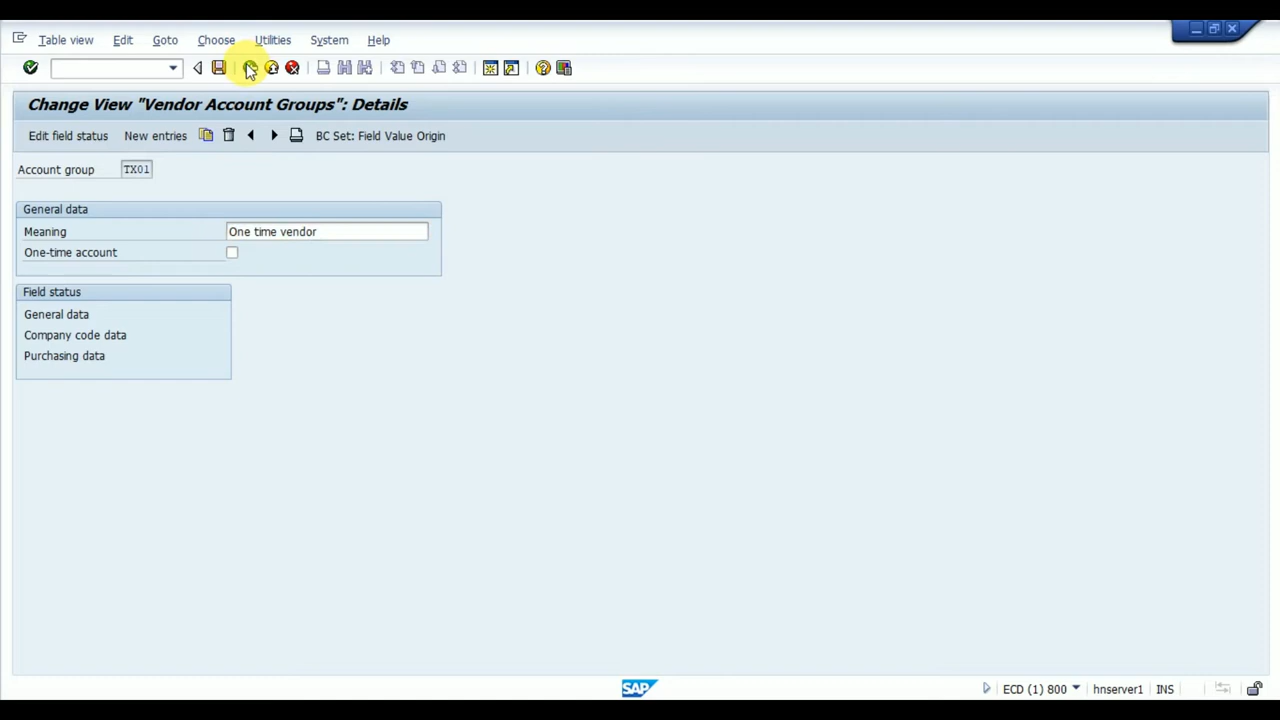 Table view Edit Goto Choose Utilities System Help
Change View "Vendor Account Groups": Details
Edit field status New entries BC Set: Field Value Origin
Account group TX01
General data
Meaning One time vendor
One-time account
Field status
General data
Company code data
Purchasing data
SAP ECD (1) 800 hnserver1 INS